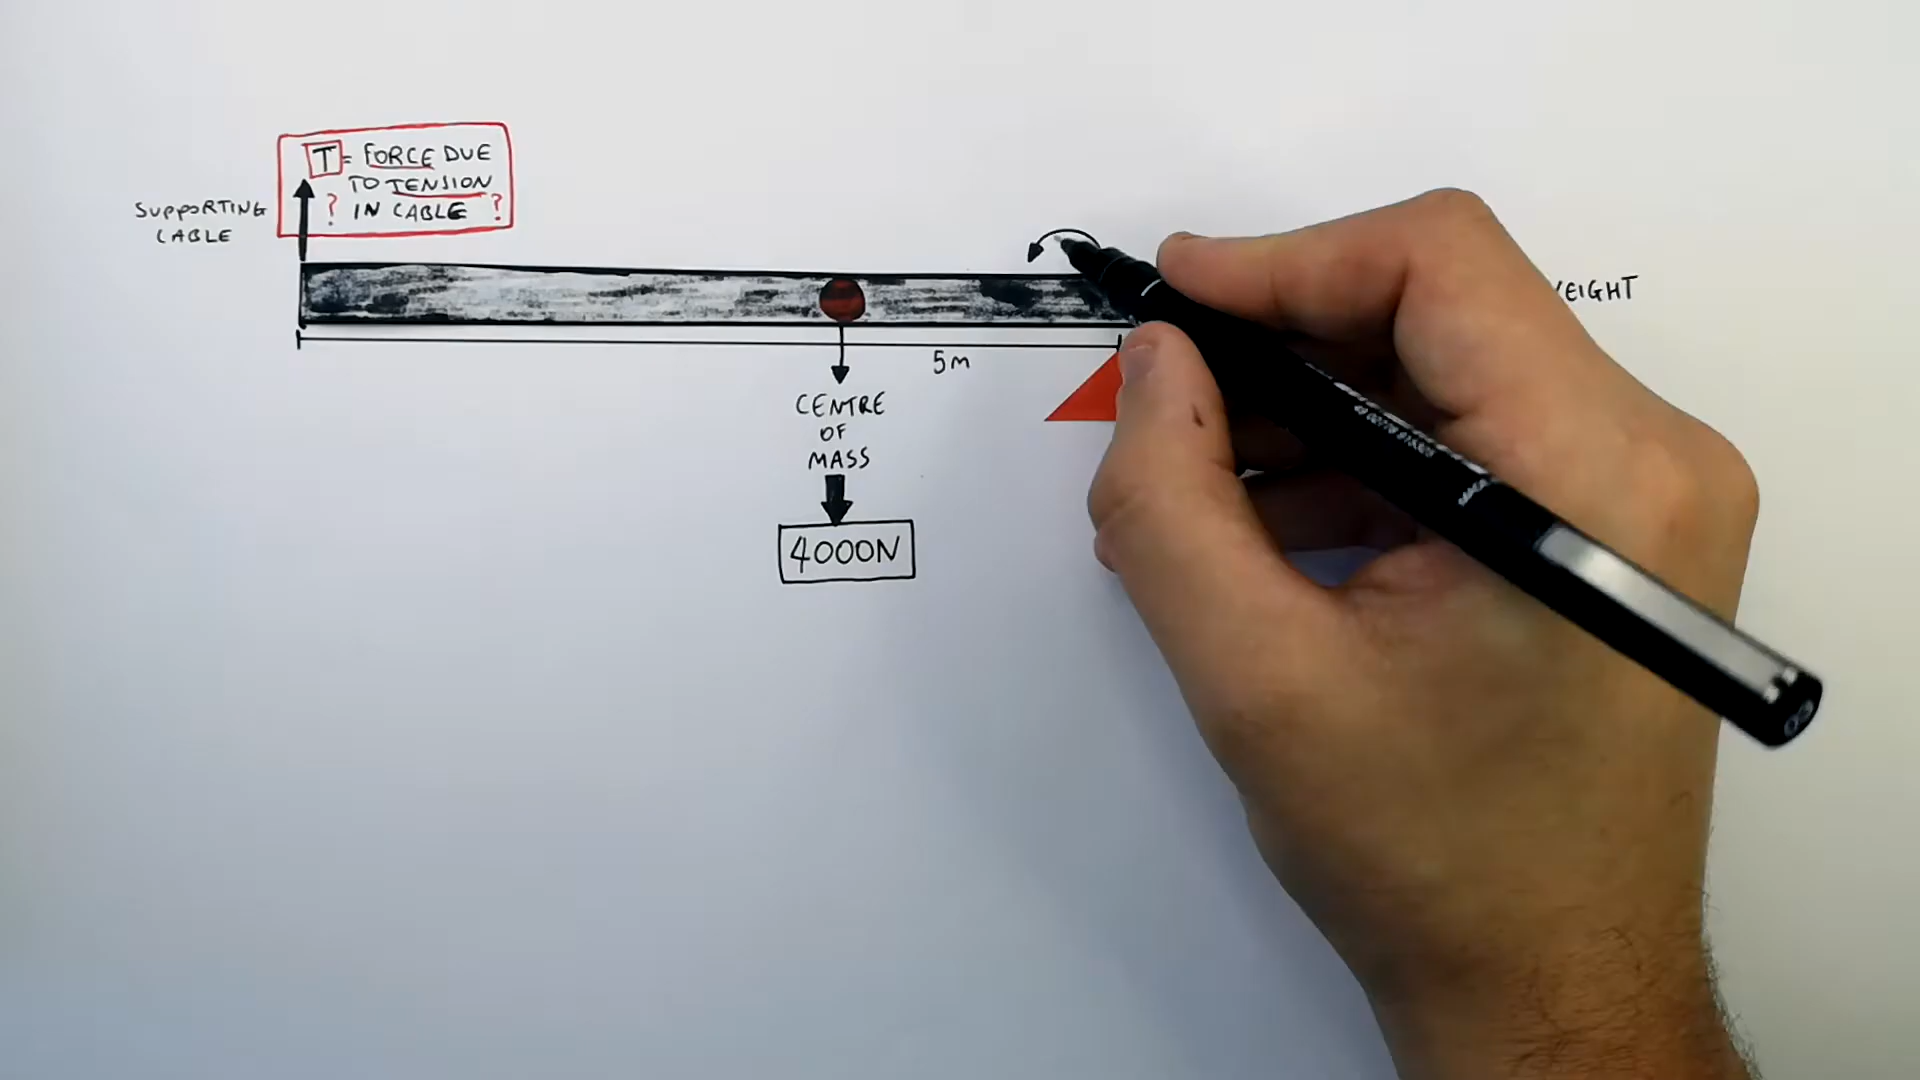 T = FORCE DUE
TO TENSION
? IN CABLE ?
SUPPORTING
CABLE
5m
CENTRE
OF
MASS
4000N